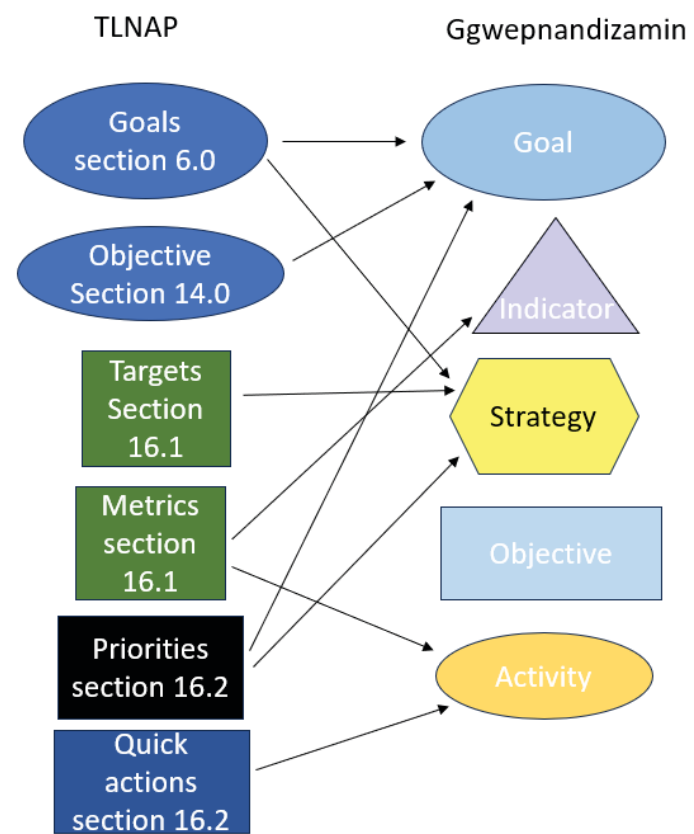 TLNAP
Ggwepnandizamin
Goals
section 6.0
Goal
Objective
Section 14.0
Indicator
Targets
Section
16.1
Strategy
Metrics
section
16.1
Objective
Priorities
section 16.2
Activity
Quick
actions
section 16.2